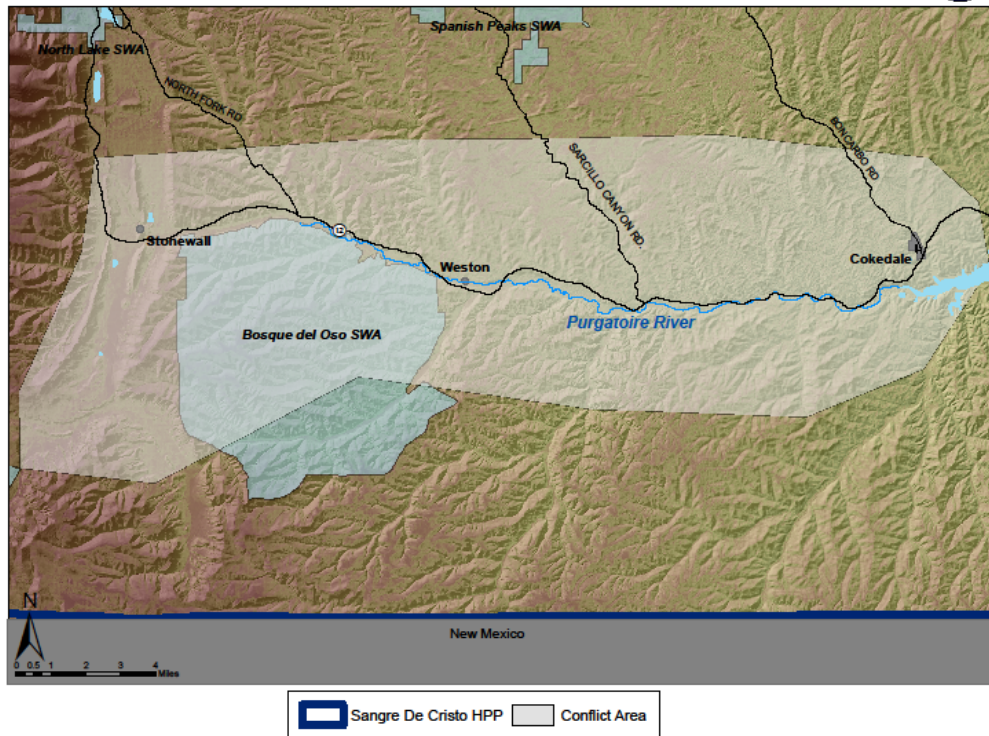 Spanish Peaks SWA
North Lake SWA
NORTH FORK RD
BONCARBO RD
SARCILLO CANYON RD.
12
Stonewall
Cokedale
Weston
Purgatoire River
Bosque del Oso SWA
N
New Mexico
0 0.5 1 2 3 4
Miles
Sangre De Cristo HPP Conflict Area